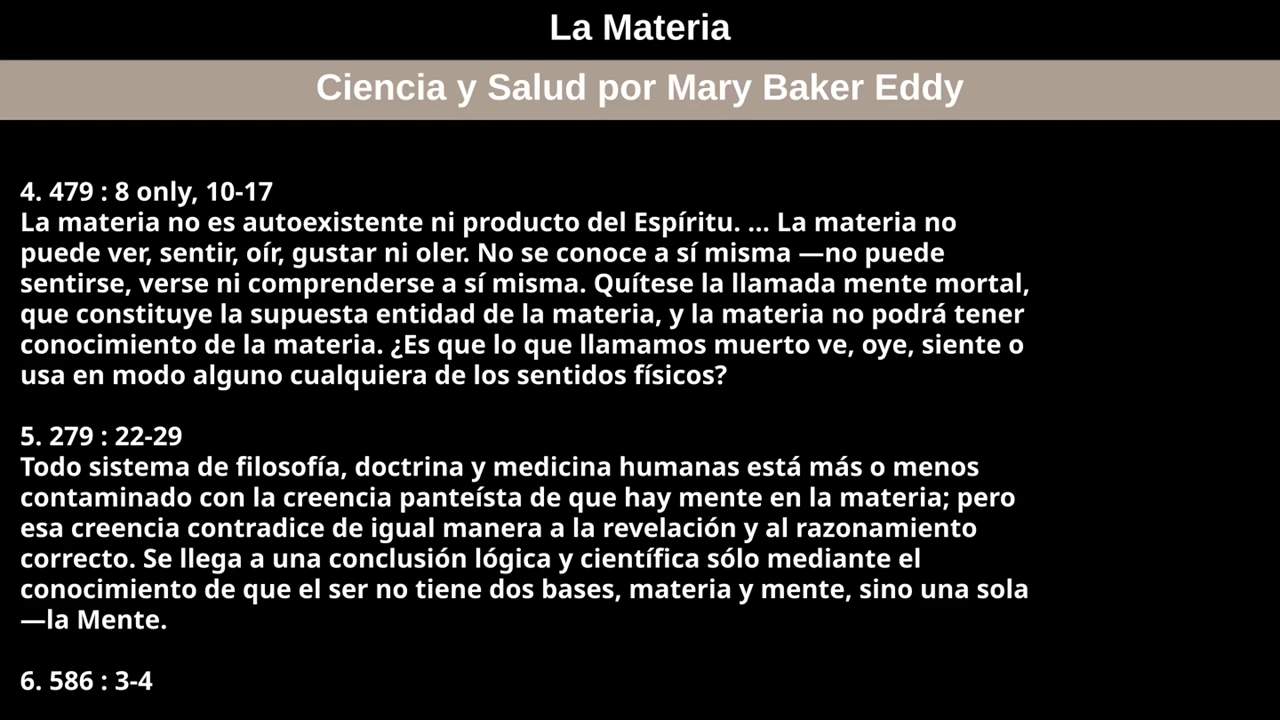 La Materia
Ciencia y Salud por Mary Baker Eddy
4. 479 : 8 only, 10-17
La materia no es autoexistente ni producto del Espíritu. ... La materia no
puede ver, sentir, oír, gustar ni oler. No se conoce a sí misma —no puede
sentirse, verse ni comprenderse a sí misma. Quítese la llamada mente mortal,
que constituye la supuesta entidad de la materia, y la materia no podrá tener
conocimiento de la materia. ¿Es que lo que llamamos muerto ve, oye, siente o
usa en modo alguno cualquiera de los sentidos físicos?
5. 279 : 22-29
Todo sistema de filosofía, doctrina y medicina humanas está más o menos
contaminado con la creencia panteísta de que hay mente en la materia; pero
esa creencia contradice de igual manera a la revelación y al razonamiento
correcto. Se llega a una conclusión lógica y científica sólo mediante el
conocimiento de que el ser no tiene dos bases, materia y mente, sino una sola
—la Mente.
6. 586 : 3-4